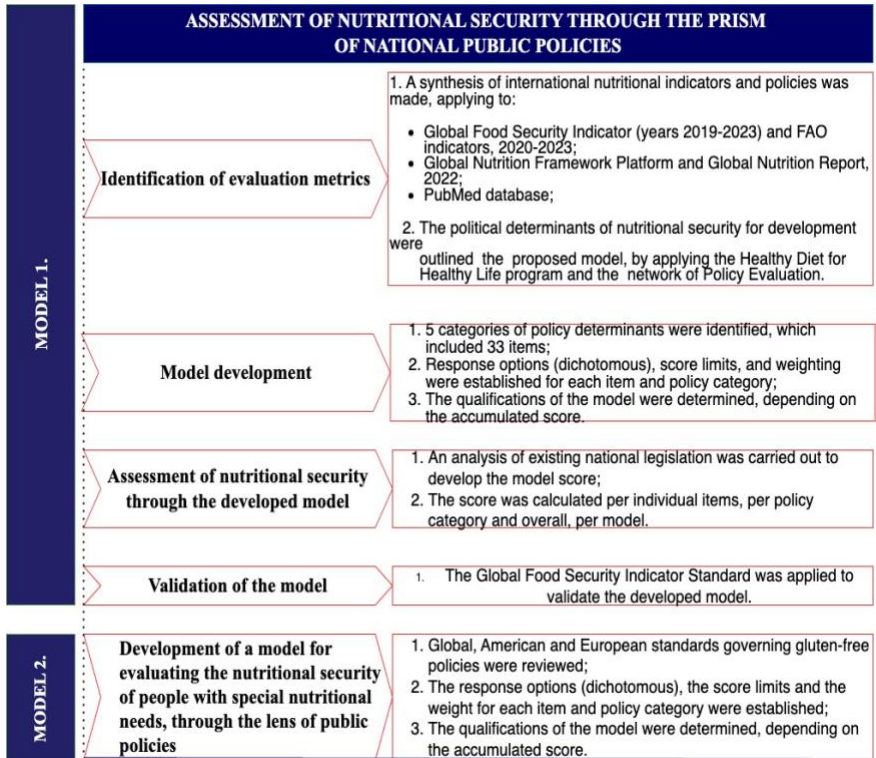 ASSESSMENT OF NUTRITIONAL SECURITY THROUGH THE PRISM
OF NATIONAL PUBLIC POLICIES
MODEL 1.
Identification of evaluation metrics
1. A synthesis of international nutritional indicators and policies was
made, applying to:
• Global Food Security Indicator (years 2019-2023) and FAO
indicators, 2020-2023;
• Global Nutrition Framework Platform and Global Nutrition Report,
2022;
• PubMed database;
2. The political determinants of nutritional security for development
were
outlined the proposed model, by applying the Healthy Diet for
Healthy Life program and the network of Policy Evaluation.
Model development
1. 5 categories of policy determinants were identified, which
included 33 items;
2. Response options (dichotomous), score limits, and weighting
were established for each item and policy category;
3. The qualifications of the model were determined, depending on
the accumulated score.
Assessment of nutritional security
through the developed model
1. An analysis of existing national legislation was carried out to
develop the model score;
2. The score was calculated per individual items, per policy
category and overall, per model.
Validation of the model
1. The Global Food Security Indicator Standard was applied to
validate the developed model.
MODEL 2.
Development of a model for
evaluating the nutritional security
of people with special nutritional
needs, through the lens of public
policies
1. Global, American and European standards governing gluten-free
policies were reviewed;
2. The response options (dichotomous), the score limits and the
weight for each item and policy category were established;
3. The qualifications of the model were determined, depending on
the accumulated score.